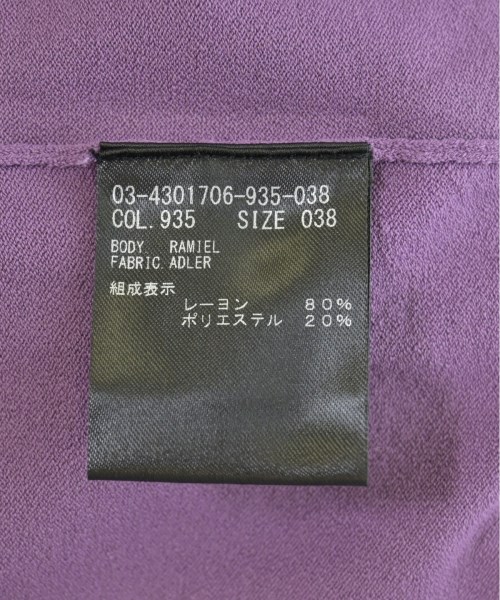 03-4301706-935-038
COL.935 SIZE 038
BODY. RAMIEL
FABRIC.ADLER
組成表示
レーヨン 80%
ポリエステル 20%